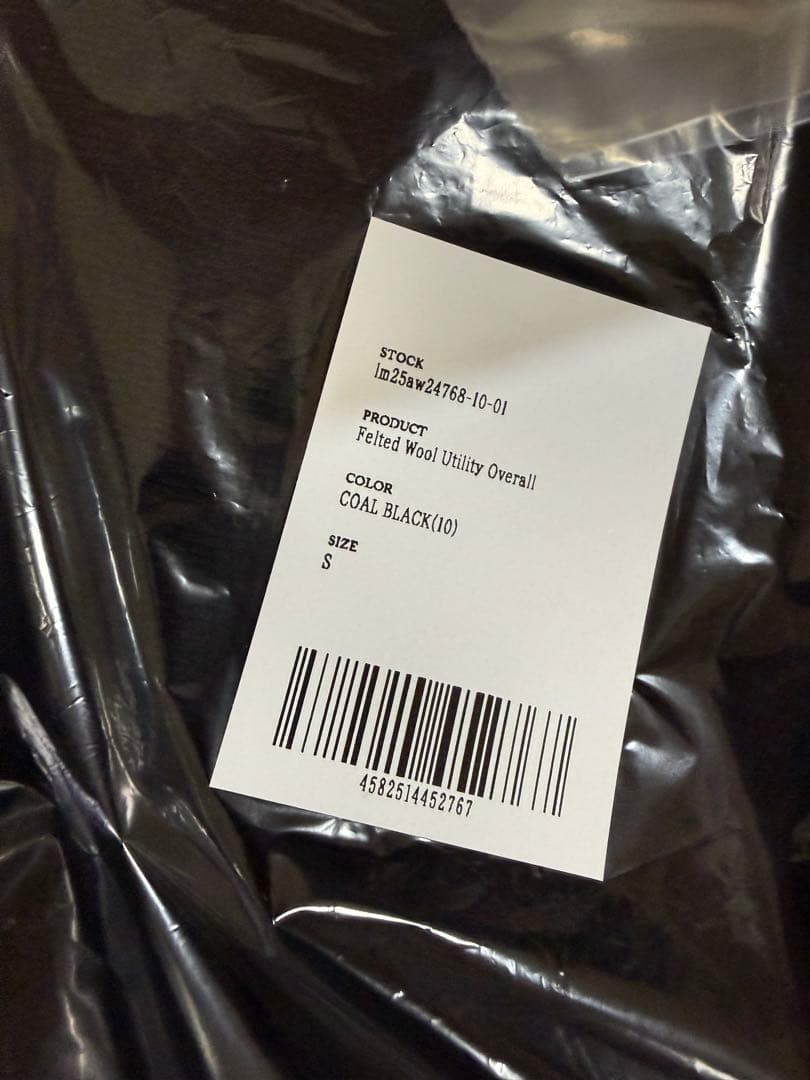 STOCK
lm25aw24768-10-01
PRODUCT
Felted Wool Utility Overall
COLOR
COAL BLACK(10)
SIZE
S
4582514452767